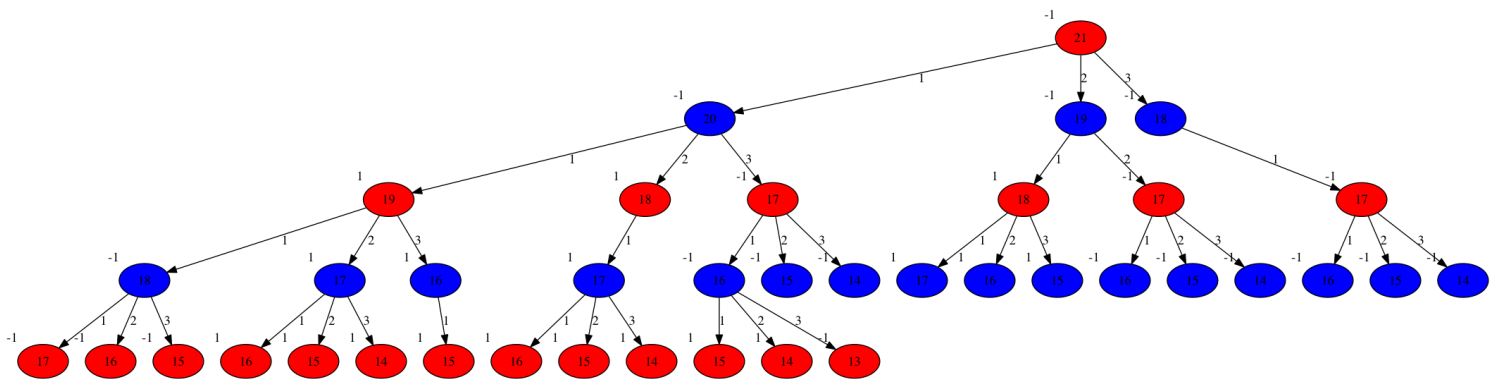 -1
21
1 2 3
-1 -1 -1
20 19 18
1 2 3 1 2 1
1 1 -1 1 -1 -1
19 18 17 18 17 17
1 2 3 1 1 2 3 1 2 3 1 2 3 1 2 3
-1 1 1 1 -1 -1 -1 1 1 1 -1 -1 -1 -1 -1 -1
18 17 16 17 16 15 14 17 16 15 16 15 14 16 15 14
1 2 3 1 2 3 1 1 2 3 1 2 3
-1 -1 -1 1 1 1 1 1 1 1 1 1 -1
17 16 15 16 15 14 15 16 15 14 15 14 13